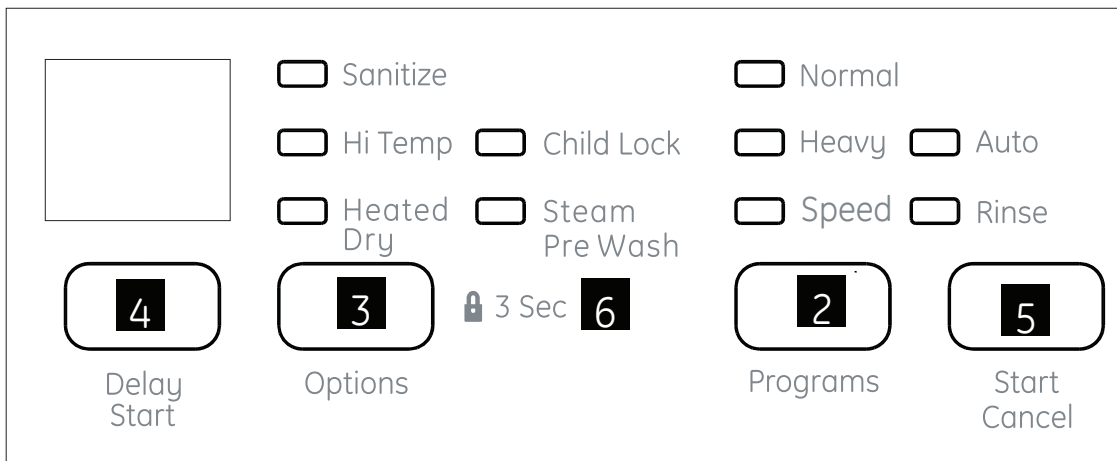 Sanitize
Normal
Hi Temp
Child Lock
Heavy
Auto
Heated
Dry
Steam
Pre Wash
Speed
Rinse
4
3
3 Sec
6
2
5
Delay
Start
Options
Programs
Start
Cancel